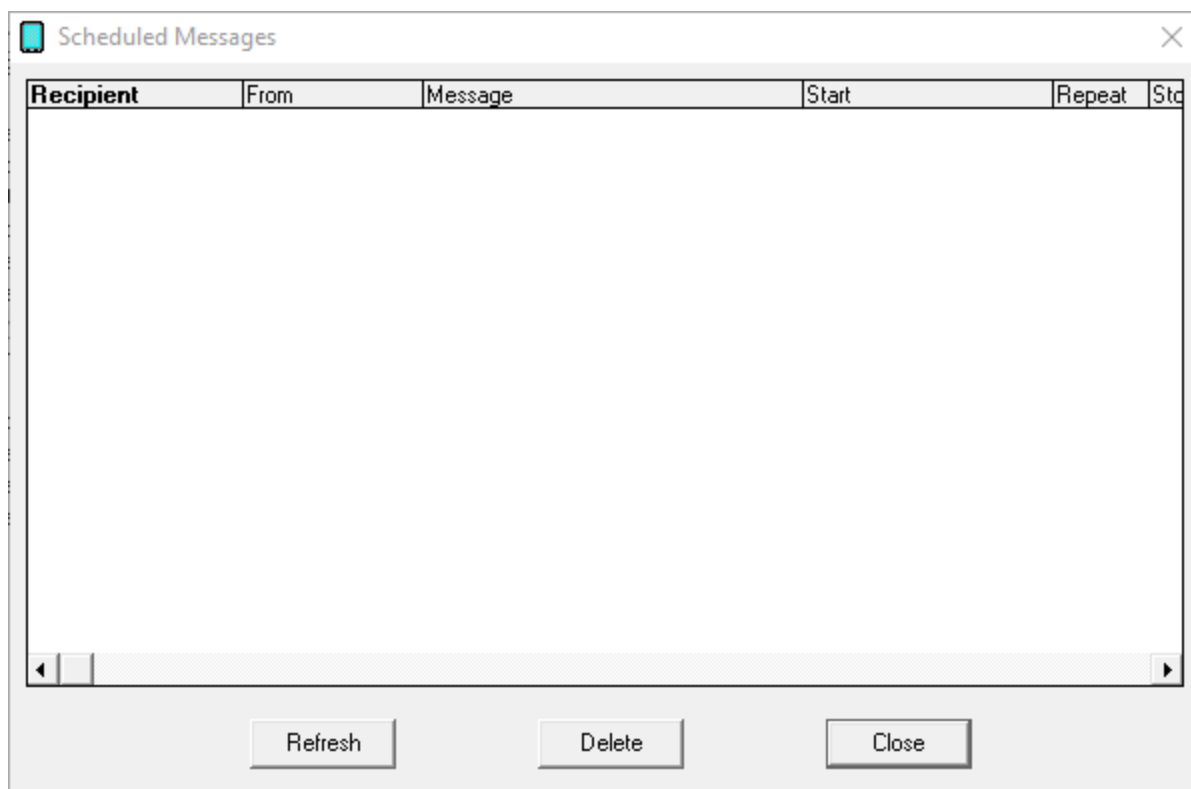 Scheduled Messages
Recipient From Message Start Repeat
Refresh Delete Close